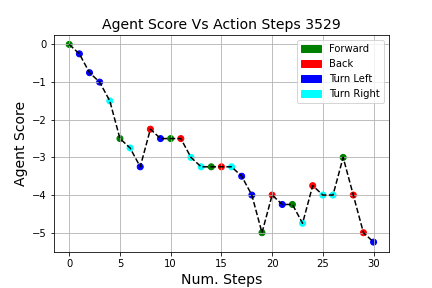 Agent Score Vs Action Steps 3529
Forward
Back
Turn Left
Turn Right
Agent Score
0
−1
−2
−3
−4
−5
0 5 10 15 20 25 30
Num. Steps